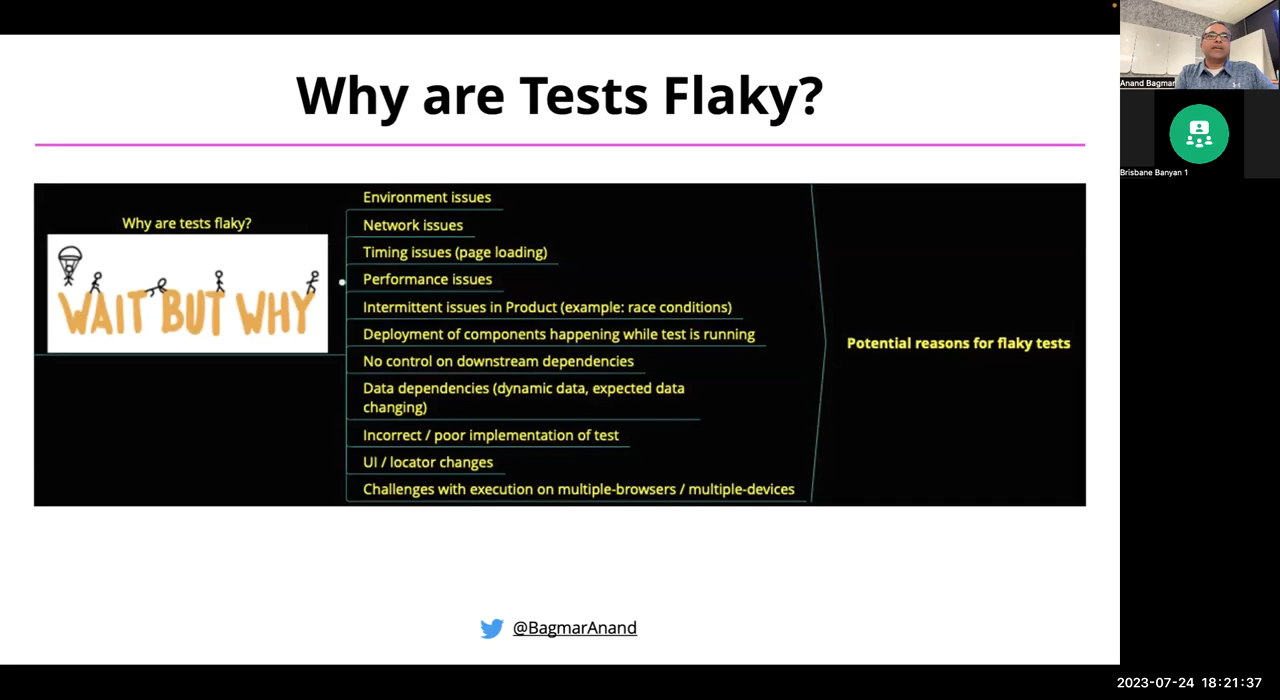 Why are Tests Flaky?
Why are tests flaky?
WAIT BUT WHY
Environment issues
Network issues
Timing issues (page loading)
Performance issues
Intermittent issues in Product (example: race conditions)
Deployment of components happening while test is running
No control on downstream dependencies
Data dependencies (dynamic data, expected data
changing)
Incorrect / poor implementation of test
UI / locator changes
Challenges with execution on multiple-browsers / multiple-devices
Potential reasons for flaky tests
@BagmarAnand
Anand Bagmar
Brisbane Banyan 1
2023-07-24 18:21:37